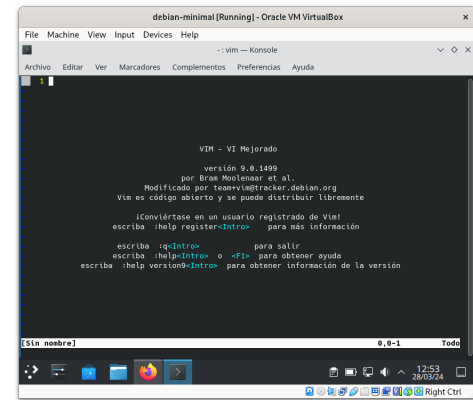 debian-minimal [Running] - Oracle VM VirtualBox
File Machine View Input Devices Help
- : vim — Konsole
Archivo Editar Ver Marcadores Complementos Preferencias Ayuda
1
VIM - VI Mejorado
versión 9.0.1499
por Bram Moolenaar et al.
Modificado por team+vim@tracker.debian.org
Vim es código abierto y se puede distribuir libremente
¡Conviértase en un usuario registrado de Vim!
escriba :help register<Intro> para más información
escriba :q<Intro> para salir
escriba :help<Intro> o <F1> para obtener ayuda
escriba :help version9<Intro> para obtener información de la versión
[Sin nombre] 0,0-1 Todo
12:53
28/03/24
Right Ctrl